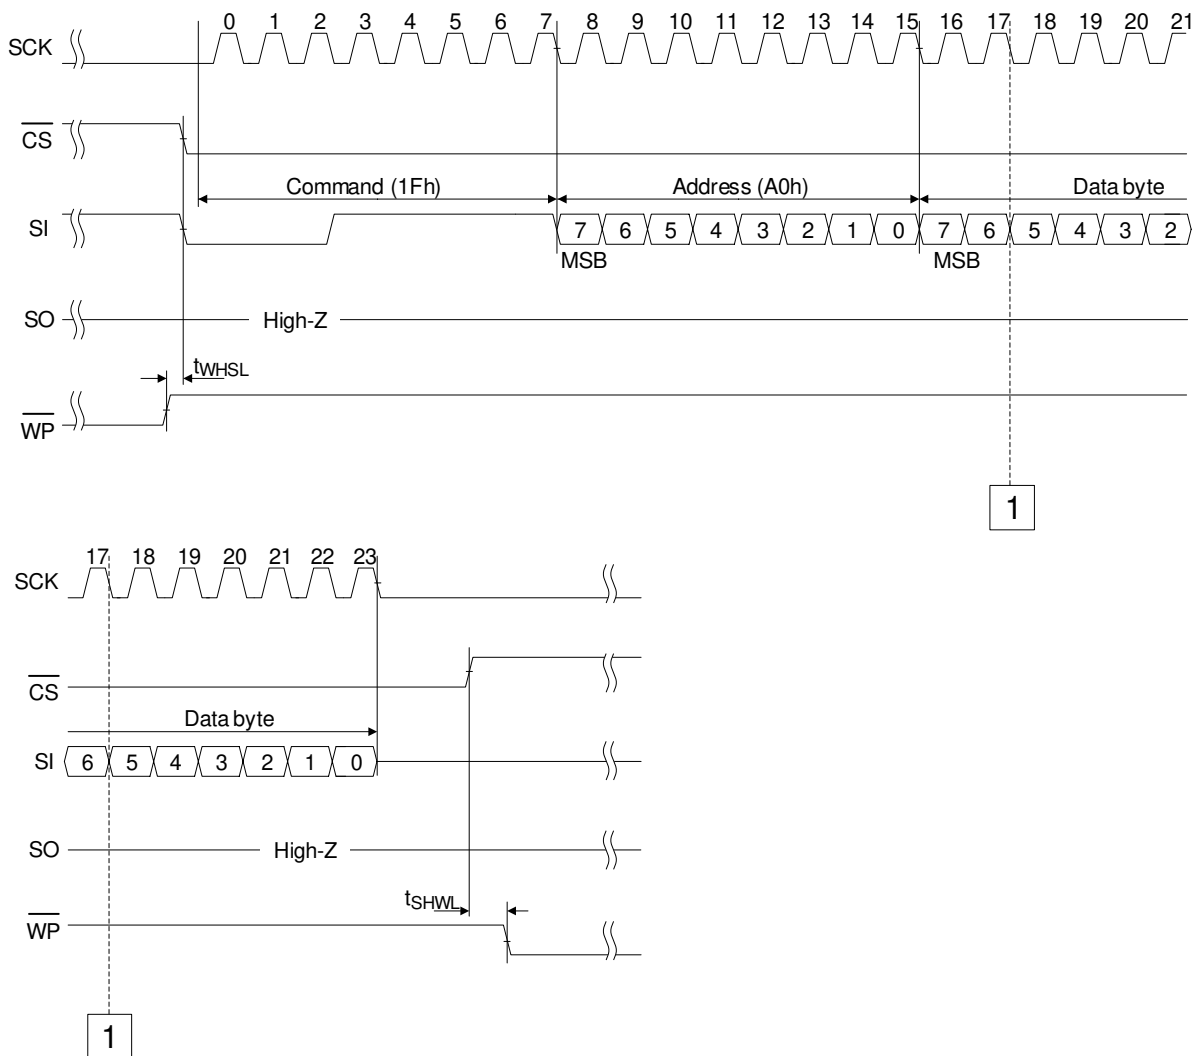 0 1 2 3 4 5 6 7 8 9 10 11 12 13 14 15 16 17 18 19 20 21
SCK
CS
Command (1Fh) Address (A0h) Data byte
SI 7 6 5 4 3 2 1 0 7 6 5 4 3 2
MSB MSB
SO High-Z
tWHSL
WP
1
17 18 19 20 21 22 23
SCK
CS
Data byte
SI 6 5 4 3 2 1 0
SO High-Z
tSHWL
WP
1